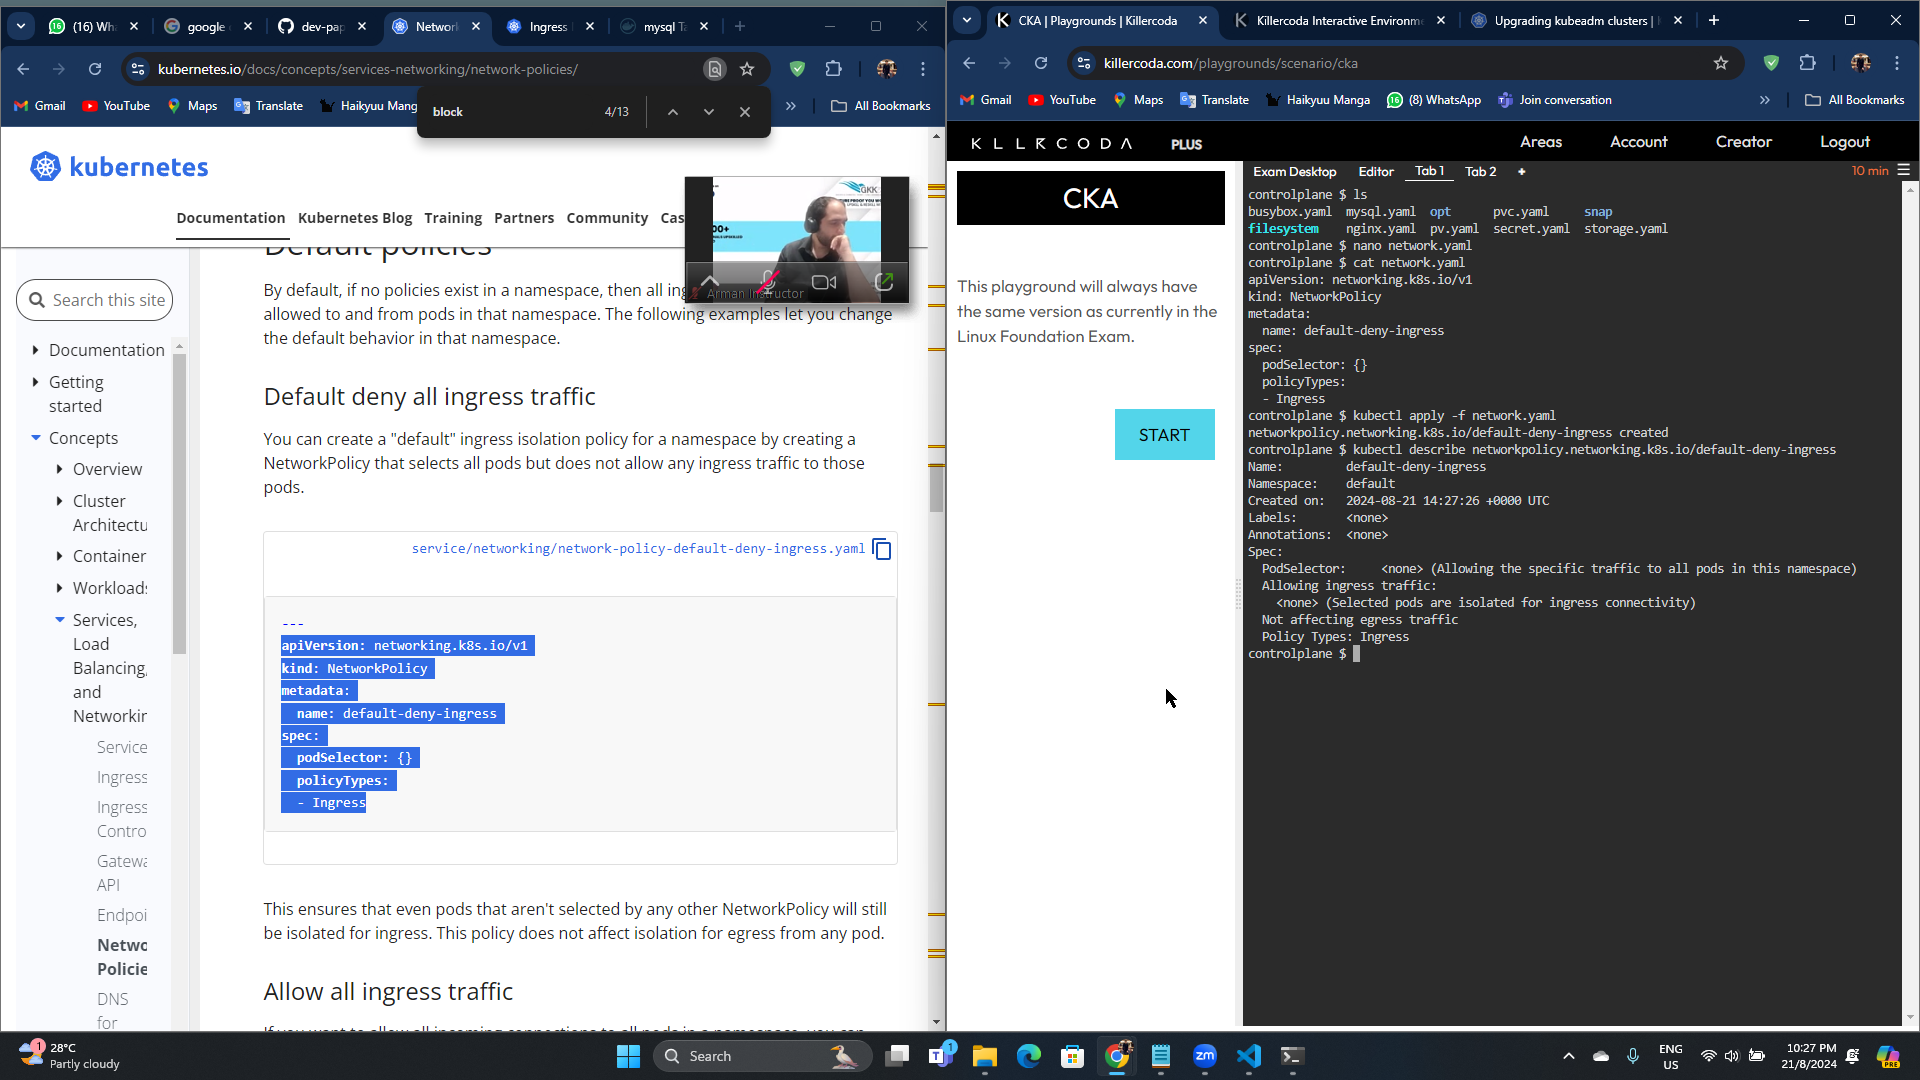 (16) Wh
google
dev-pap
Networ
Ingress
mysql Ta
kubernetes.io/docs/concepts/services-networking/network-policies/
Gmail
YouTube
Maps
Translate
Haikyuu Mang
All Bookmarks
block
4/13
kubernetes
Documentation
Kubernetes Blog
Training
Partners
Community
Cas
Arman Instructor
Search this site
Documentation
Getting
started
Concepts
Overview
Cluster
Architectu
Container
Workloads
Services,
Load
Balancing,
and
Networkin
Service
Ingress
Ingress
Contro
Gatewa
API
Endpoi
Netwo
Policie
DNS
for
Default policies
By default, if no policies exist in a namespace, then all ing
allowed to and from pods in that namespace. The following examples let you change
the default behavior in that namespace.
Default deny all ingress traffic
You can create a "default" ingress isolation policy for a namespace by creating a
NetworkPolicy that selects all pods but does not allow any ingress traffic to those
pods.
service/networking/network-policy-default-deny-ingress.yaml
---
apiVersion: networking.k8s.io/v1
kind: NetworkPolicy
metadata:
  name: default-deny-ingress
spec:
  podSelector: {}
  policyTypes:
  - Ingress
This ensures that even pods that aren't selected by any other NetworkPolicy will still
be isolated for ingress. This policy does not affect isolation for egress from any pod.
Allow all ingress traffic
CKA | Playgrounds | Killercoda
Killercoda Interactive Environm
Upgrading kubeadm clusters |
killercoda.com/playgrounds/scenario/cka
Gmail
YouTube
Maps
Translate
Haikyuu Manga
(8) WhatsApp
Join conversation
All Bookmarks
KILLERCODA
PLUS
Areas
Account
Creator
Logout
CKA
This playground will always have
the same version as currently in the
Linux Foundation Exam.
START
Exam Desktop
Editor
Tab 1
Tab 2
+
10 min
controlplane $ ls
busybox.yaml  mysql.yaml  opt      pvc.yaml     snap
filesystem    nginx.yaml  pv.yaml  secret.yaml  storage.yaml
controlplane $ nano network.yaml
controlplane $ cat network.yaml
apiVersion: networking.k8s.io/v1
kind: NetworkPolicy
metadata:
  name: default-deny-ingress
spec:
  podSelector: {}
  policyTypes:
  - Ingress
controlplane $ kubectl apply -f network.yaml
networkpolicy.networking.k8s.io/default-deny-ingress created
controlplane $ kubectl describe networkpolicy.networking.k8s.io/default-deny-ingress
Name:         default-deny-ingress
Namespace:    default
Created on:   2024-08-21 14:27:26 +0000 UTC
Labels:       <none>
Annotations:  <none>
Spec:
  PodSelector:     <none> (Allowing the specific traffic to all pods in this namespace)
  Allowing ingress traffic:
    <none> (Selected pods are isolated for ingress connectivity)
  Not affecting egress traffic
  Policy Types: Ingress
controlplane $
28°C
Partly cloudy
Search
ENG
US
10:27 PM
21/8/2024